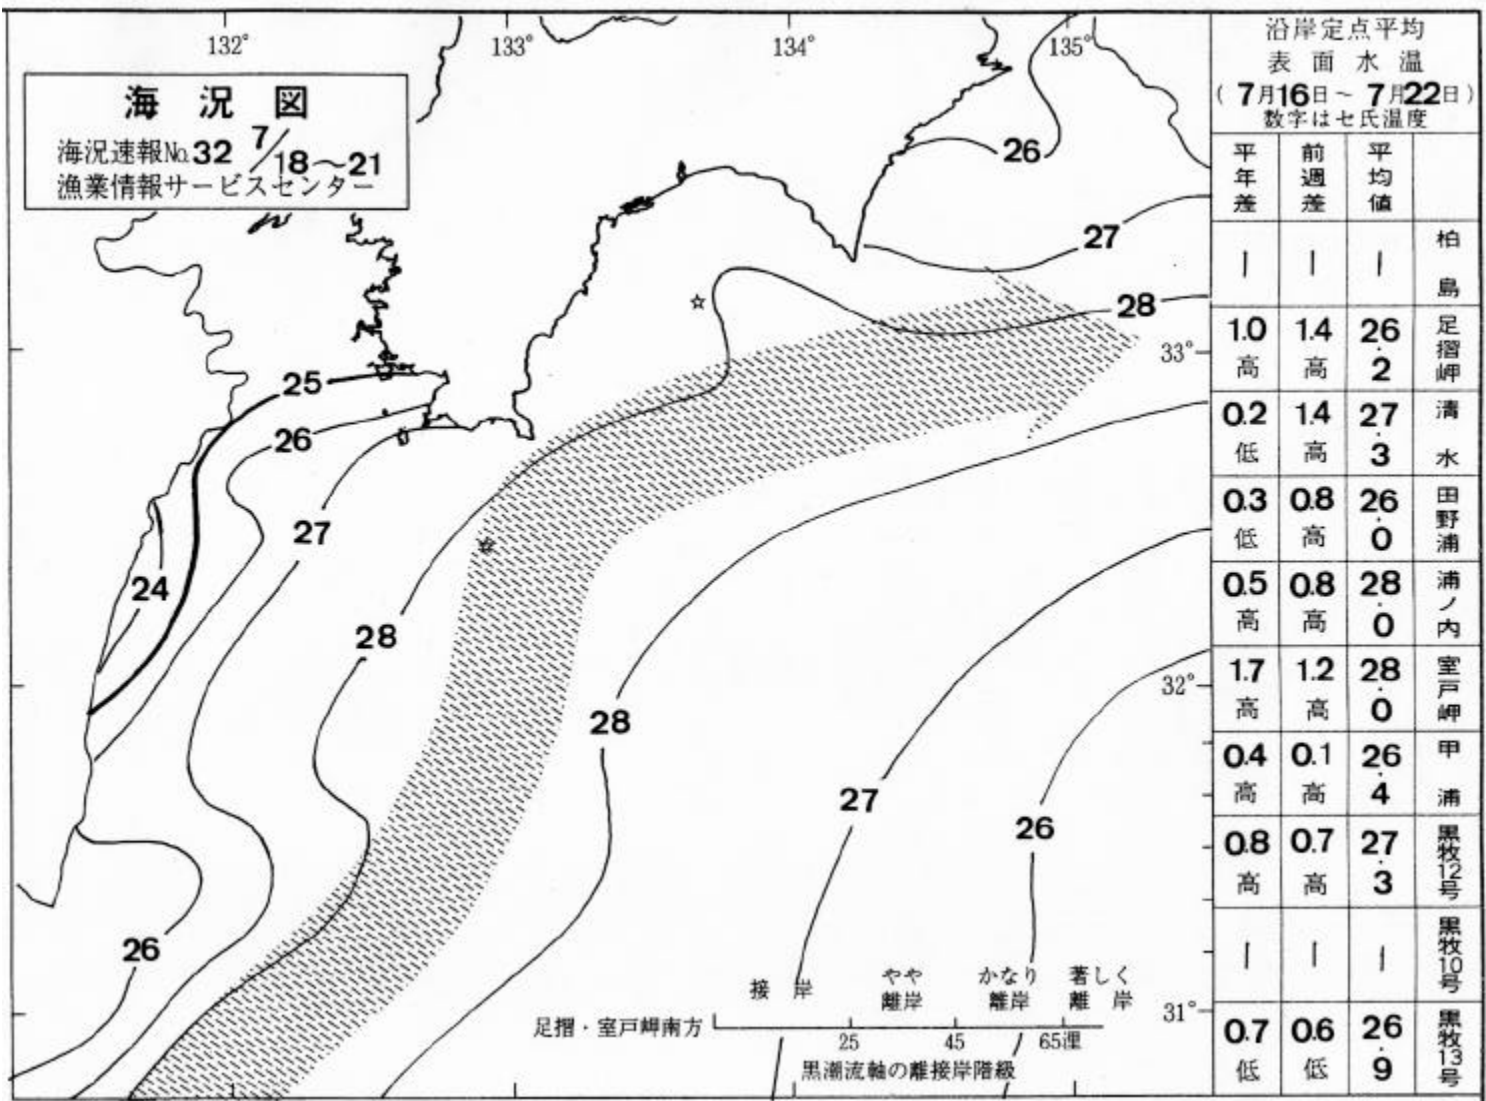 132°
133°
134°
135°
海況図
海況速報No.32 7/18～21
漁業情報サービスセンター
26
27
28
33°
25
26
27
24
28
28
32°
27
26
26
接岸
やや離岸
かなり離岸
著しく離岸
足摺・室戸岬南方
25 45 65浬
黒潮流軸の離接岸階級
31°
沿岸定点平均
表面水温
(7月16日～7月22日)
数字はセ氏温度
平年差 前週差 平均値
― ― ― 柏島
1.0高 1.4高 26.2 足摺岬
0.2低 1.4高 27.3 清水
0.3低 0.8高 26.0 田野浦
0.5高 0.8高 28.0 浦ノ内
1.7高 1.2高 28.0 室戸岬
0.4高 0.1高 26.4 甲浦
0.8高 0.7高 27.3 黒牧12号
― ― ― 黒牧10号
0.7低 0.6低 26.9 黒牧13号